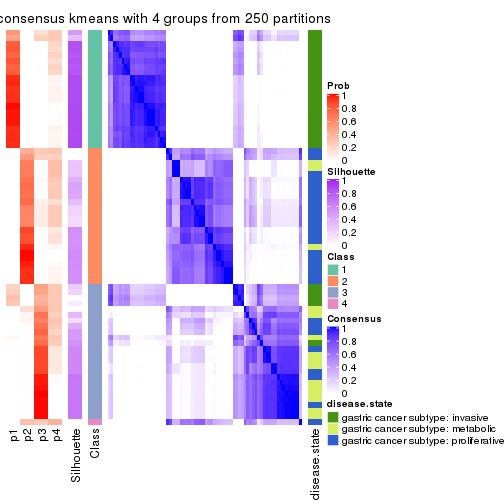 consensus kmeans with 4 groups from 250 partitions
Prob
1
0.8
0.6
0.4
0.2
0
Silhouette
1
0.8
0.6
0.4
0.2
0
Class
1
2
3
4
Consensus
1
0.8
0.6
0.4
0.2
0
disease.state
gastric cancer subtype: invasive
gastric cancer subtype: metabolic
gastric cancer subtype: proliferative
p1
p2
p3
p4
Silhouette
Class
disease.state